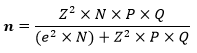 n = Z² × N × P × Q / (e² × N) + Z² × P × Q